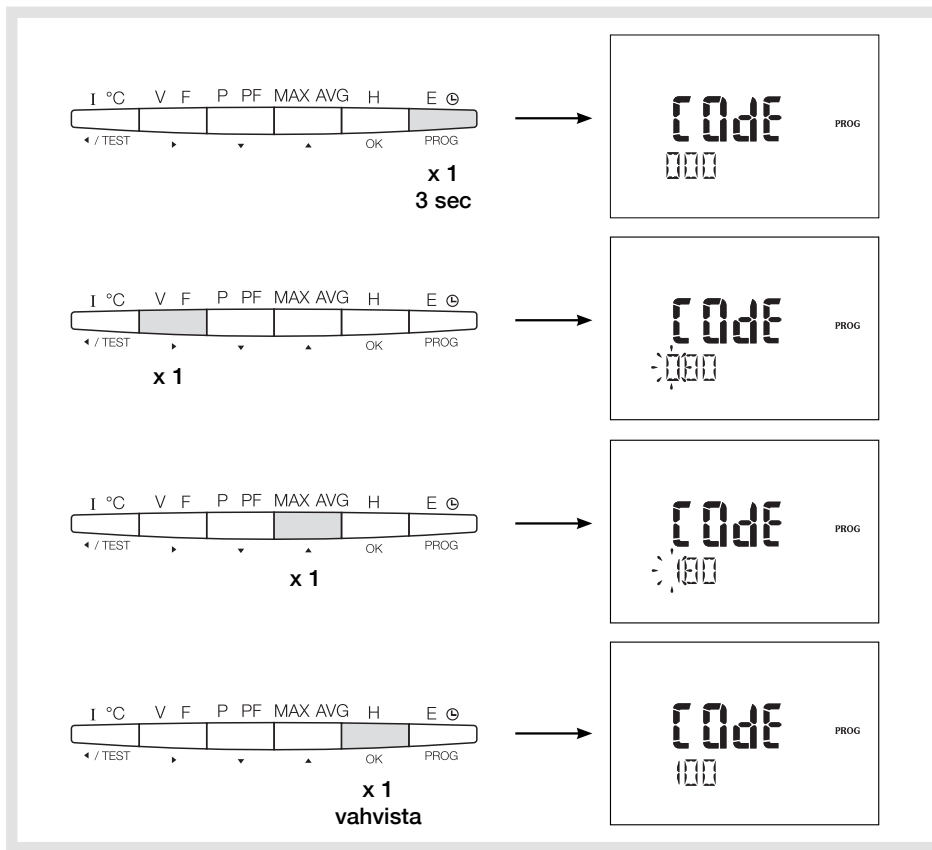 I °C V F P PF MAX AVG H E
/ TEST OK PROG
x 1
3 sec
COdE PROG
000
I °C V F P PF MAX AVG H E
/ TEST OK PROG
x 1
COdE PROG
000
I °C V F P PF MAX AVG H E
/ TEST OK PROG
x 1
COdE PROG
100
I °C V F P PF MAX AVG H E
/ TEST OK PROG
x 1
vahvista
COdE PROG
100